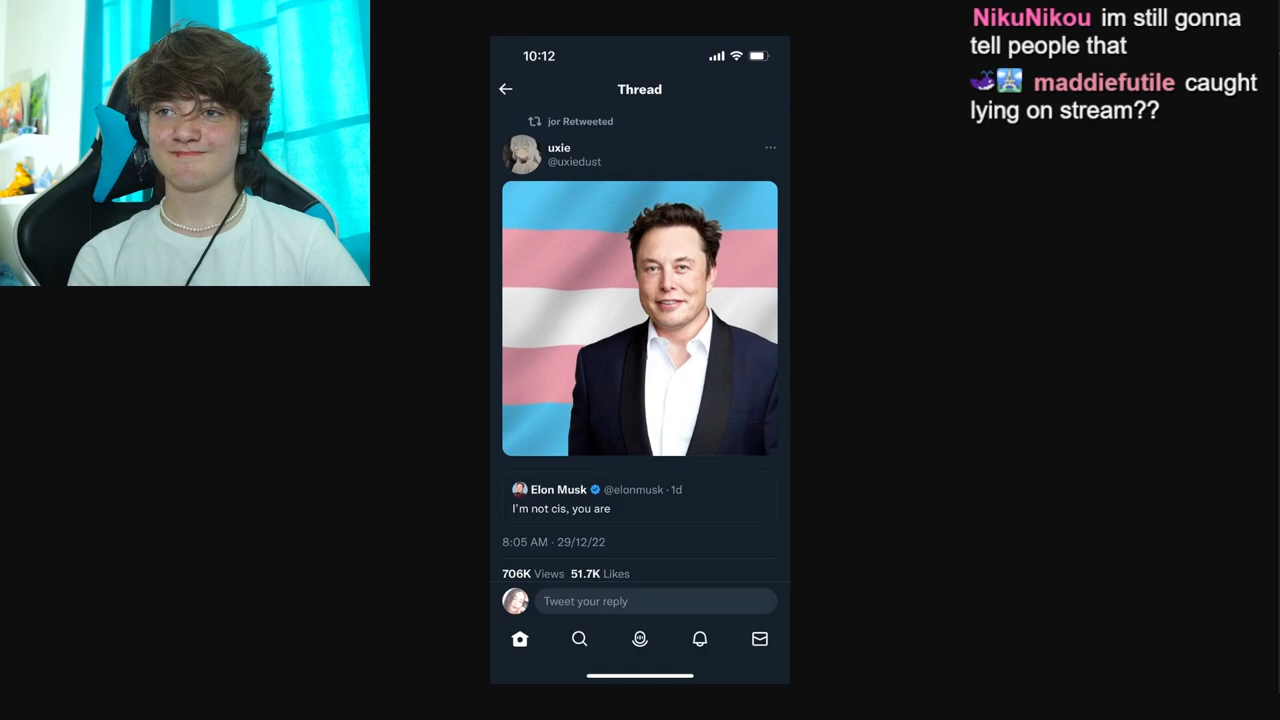 NikuNikou im still gonna
tell people that
maddiefutile caught
lying on stream??
10:12
Thread
jor Retweeted
uxie
@uxiedust
Elon Musk @elonmusk · 1d
I'm not cis, you are
8:05 AM · 29/12/22
706K Views 51.7K Likes
Tweet your reply